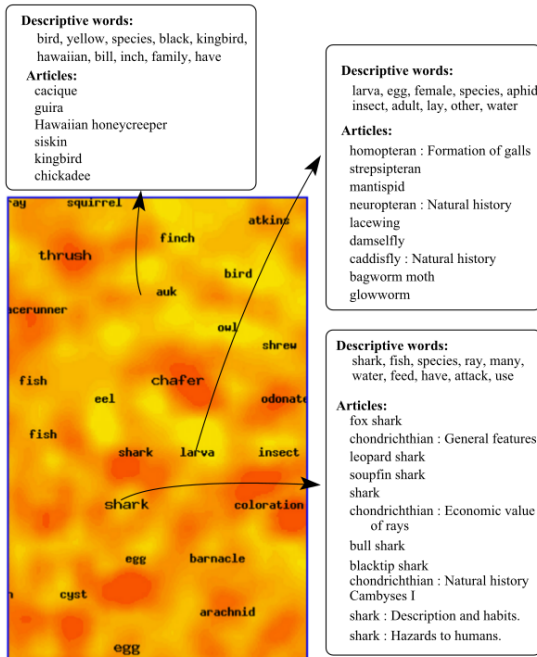 Descriptive words:
bird, yellow, species, black, kingbird,
hawaiian, bill, inch, family, have
Articles:
cacique
guira
Hawaiian honeycreeper
siskin
kingbird
chickadee
Descriptive words:
larva, egg, female, species, aphid
insect, adult, lay, other, water
Articles:
homopteran : Formation of galls
strepsipteran
mantispid
neuropteran : Natural history
lacewing
damselfly
caddisfly : Natural history
bagworm moth
glowworm
Descriptive words:
shark, fish, species, ray, many,
water, feed, have, attack, use
Articles:
fox shark
chondrichthian : General features
leopard shark
soupfin shark
shark
chondrichthian : Economic value
of rays
bull shark
blacktip shark
chondrichthian : Natural history
Cambyses I
shark : Description and habits.
shark : Hazards to humans.
ray squirrel
atkins
finch
thrush
bird
auk
acerunner
owl
shrew
fish chafer
eel odonate
fish
shark larva insect
shark coloration
egg barnacle
cyst
arachnid
egg